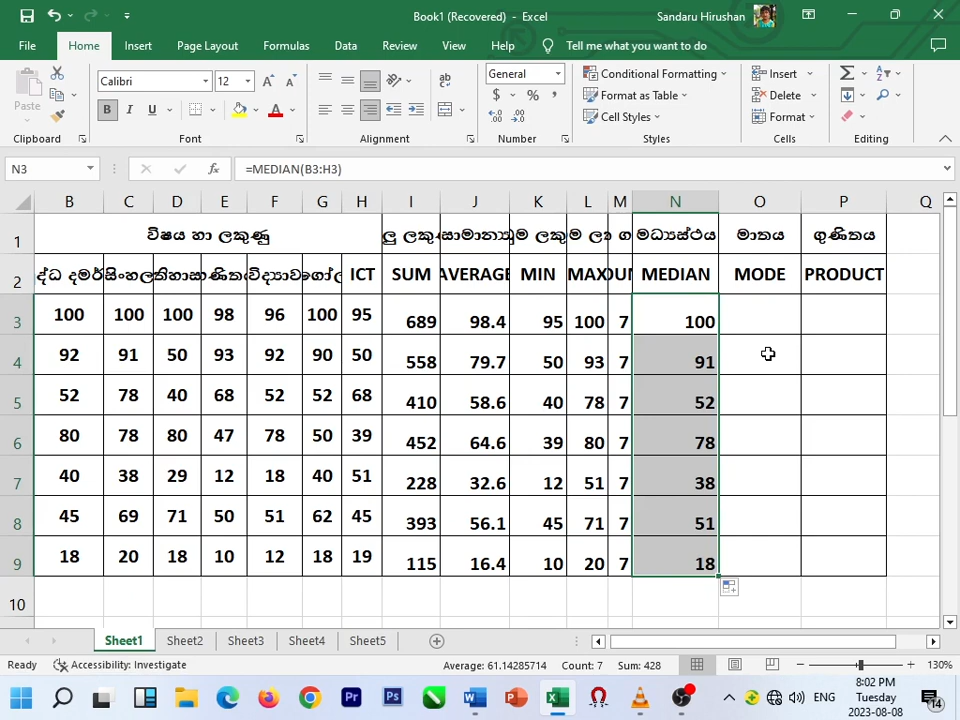 Book1 (Recovered) - Excel
Sandaru Hirushan
File Home Insert Page Layout Formulas Data Review View Help Tell me what you want to do
Paste
Calibri 12
B I U
General
$ % ,
Conditional Formatting
Format as Table
Cell Styles
Insert
Delete
Format
Clipboard Font Alignment Number Styles Cells Editing
N3 =MEDIAN(B3:H3)
B C D E F G H I J K L M N O P Q
1 විෂය හා ලකුණු මධ්‍යස්ථය මාතය ගුණිතය
2 ICT SUM AVERAGE MIN MAX MEDIAN MODE PRODUCT
3 100 100 100 98 96 100 95 689 98.4 95 100 7 100
4 92 91 50 93 92 90 50 558 79.7 50 93 7 91
5 52 78 40 68 52 52 68 410 58.6 40 78 7 52
6 80 78 80 47 78 50 39 452 64.6 39 80 7 78
7 40 38 29 12 18 40 51 228 32.6 12 51 7 38
8 45 69 71 50 51 62 45 393 56.1 45 71 7 51
9 18 20 18 10 12 18 19 115 16.4 10 20 7 18
10
Sheet1 Sheet2 Sheet3 Sheet4 Sheet5
Ready Accessibility: Investigate Average: 61.14285714 Count: 7 Sum: 428 130%
ENG
8:02 PM
Tuesday
2023-08-08
14